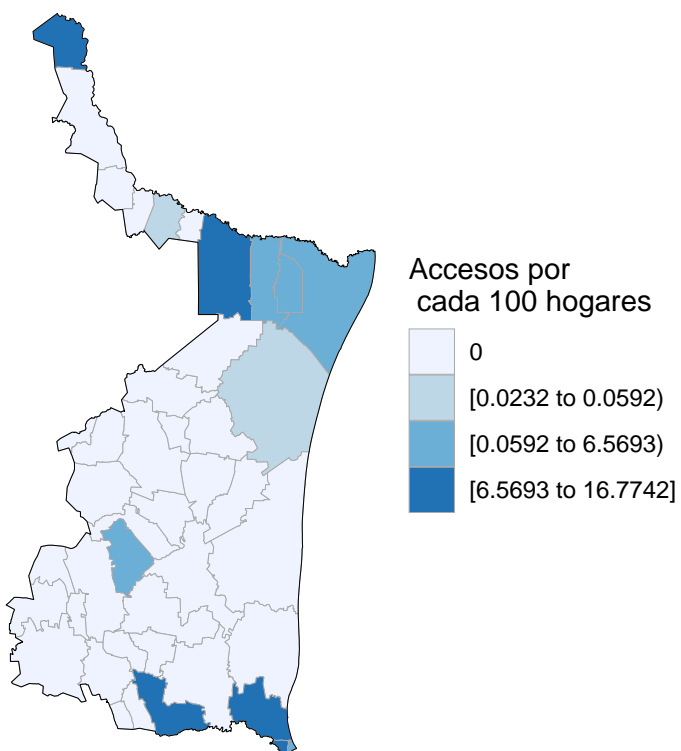 Accesos por
cada 100 hogares
0
[0.0232 to 0.0592)
[0.0592 to 6.5693)
[6.5693 to 16.7742]